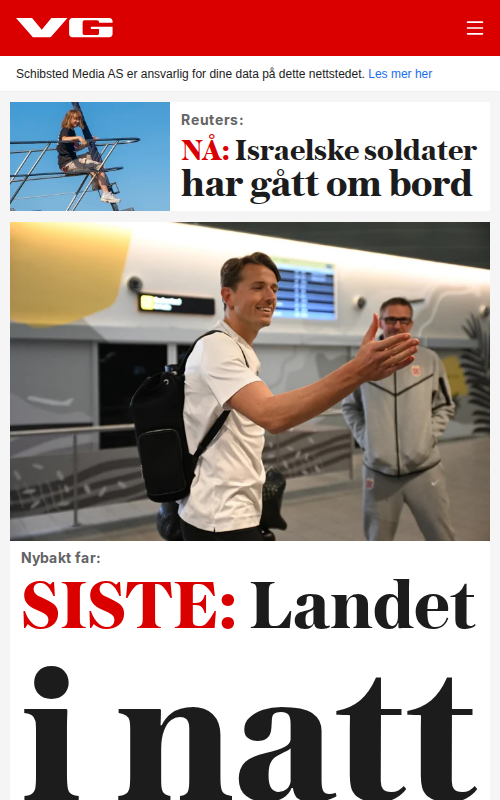 VG
Schibsted Media AS er ansvarlig for dine data på dette nettstedet. Les mer her
Reuters:
NÅ: Israelske soldater
har gått om bord
Nybakt far:
SISTE: Landet
i natt